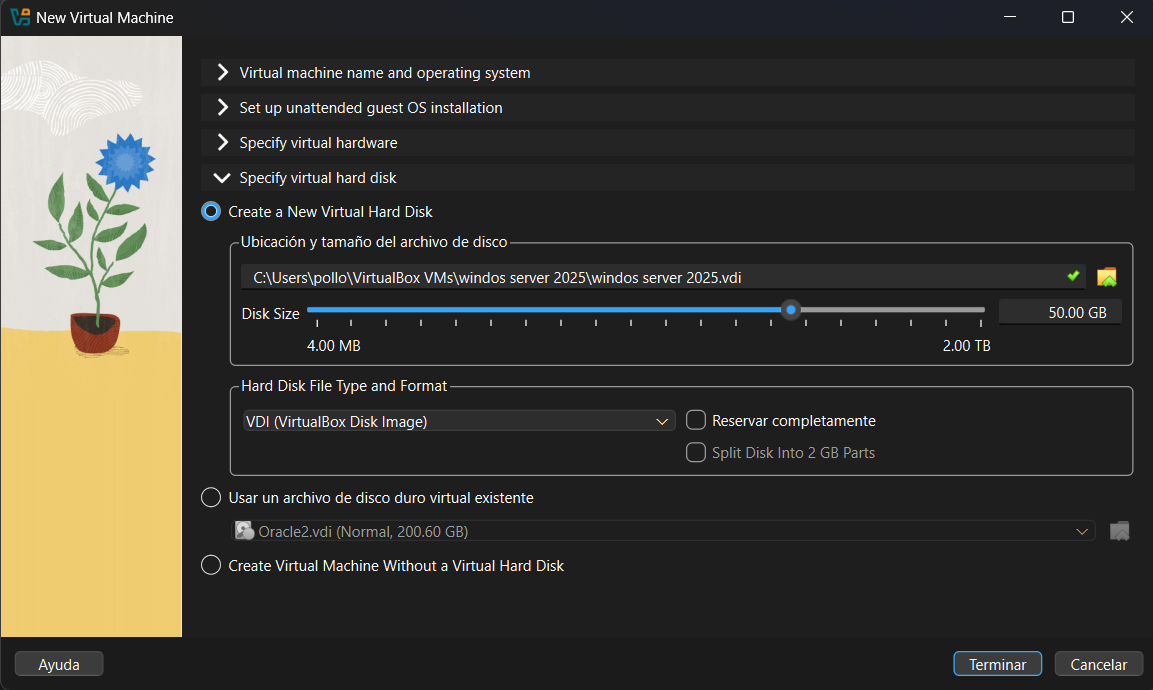 New Virtual Machine
Virtual machine name and operating system
Set up unattended guest OS installation
Specify virtual hardware
Specify virtual hard disk
Create a New Virtual Hard Disk
Ubicación y tamaño del archivo de disco
C:\Users\pollo\VirtualBox VMs\windos server 2025\windos server 2025.vdi
Disk Size
50.00 GB
4.00 MB
2.00 TB
Hard Disk File Type and Format
VDI (VirtualBox Disk Image)
Reservar completamente
Split Disk Into 2 GB Parts
Usar un archivo de disco duro virtual existente
Oracle2.vdi (Normal, 200.60 GB)
Create Virtual Machine Without a Virtual Hard Disk
Ayuda
Terminar
Cancelar